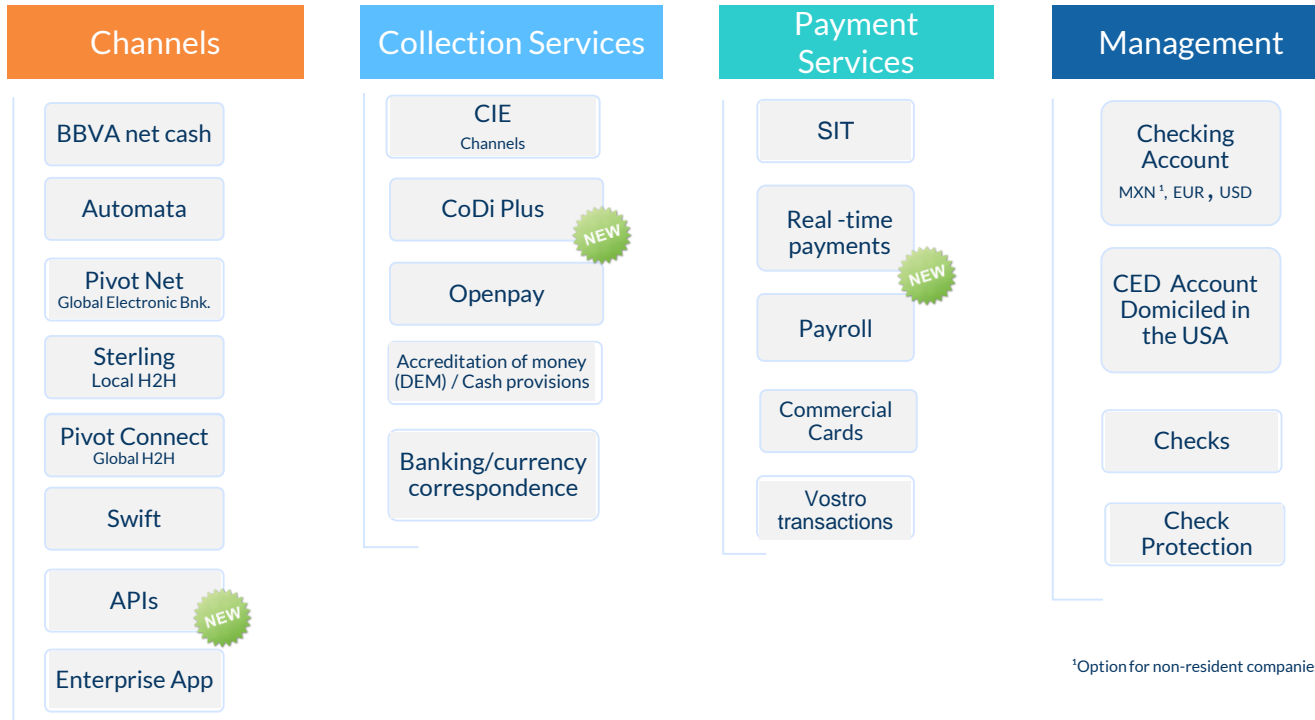 Channels
BBVA net cash
Automata
Pivot Net
Global Electronic Bnk.
Sterling
Local H2H
Pivot Connect
Global H2H
Swift
APIs
NEW
Enterprise App
Collection Services
CIE
Channels
CoDi Plus
NEW
Openpay
Accreditation of money
(DEM) / Cash provisions
Banking/currency
correspondence
Payment
Services
SIT
Real -time
payments
NEW
Payroll
Commercial
Cards
Vostro
transactions
Management
Checking
Account
MXN ¹, EUR , USD
CED Account
Domiciled in
the USA
Checks
Check
Protection
¹Option for non-resident companie